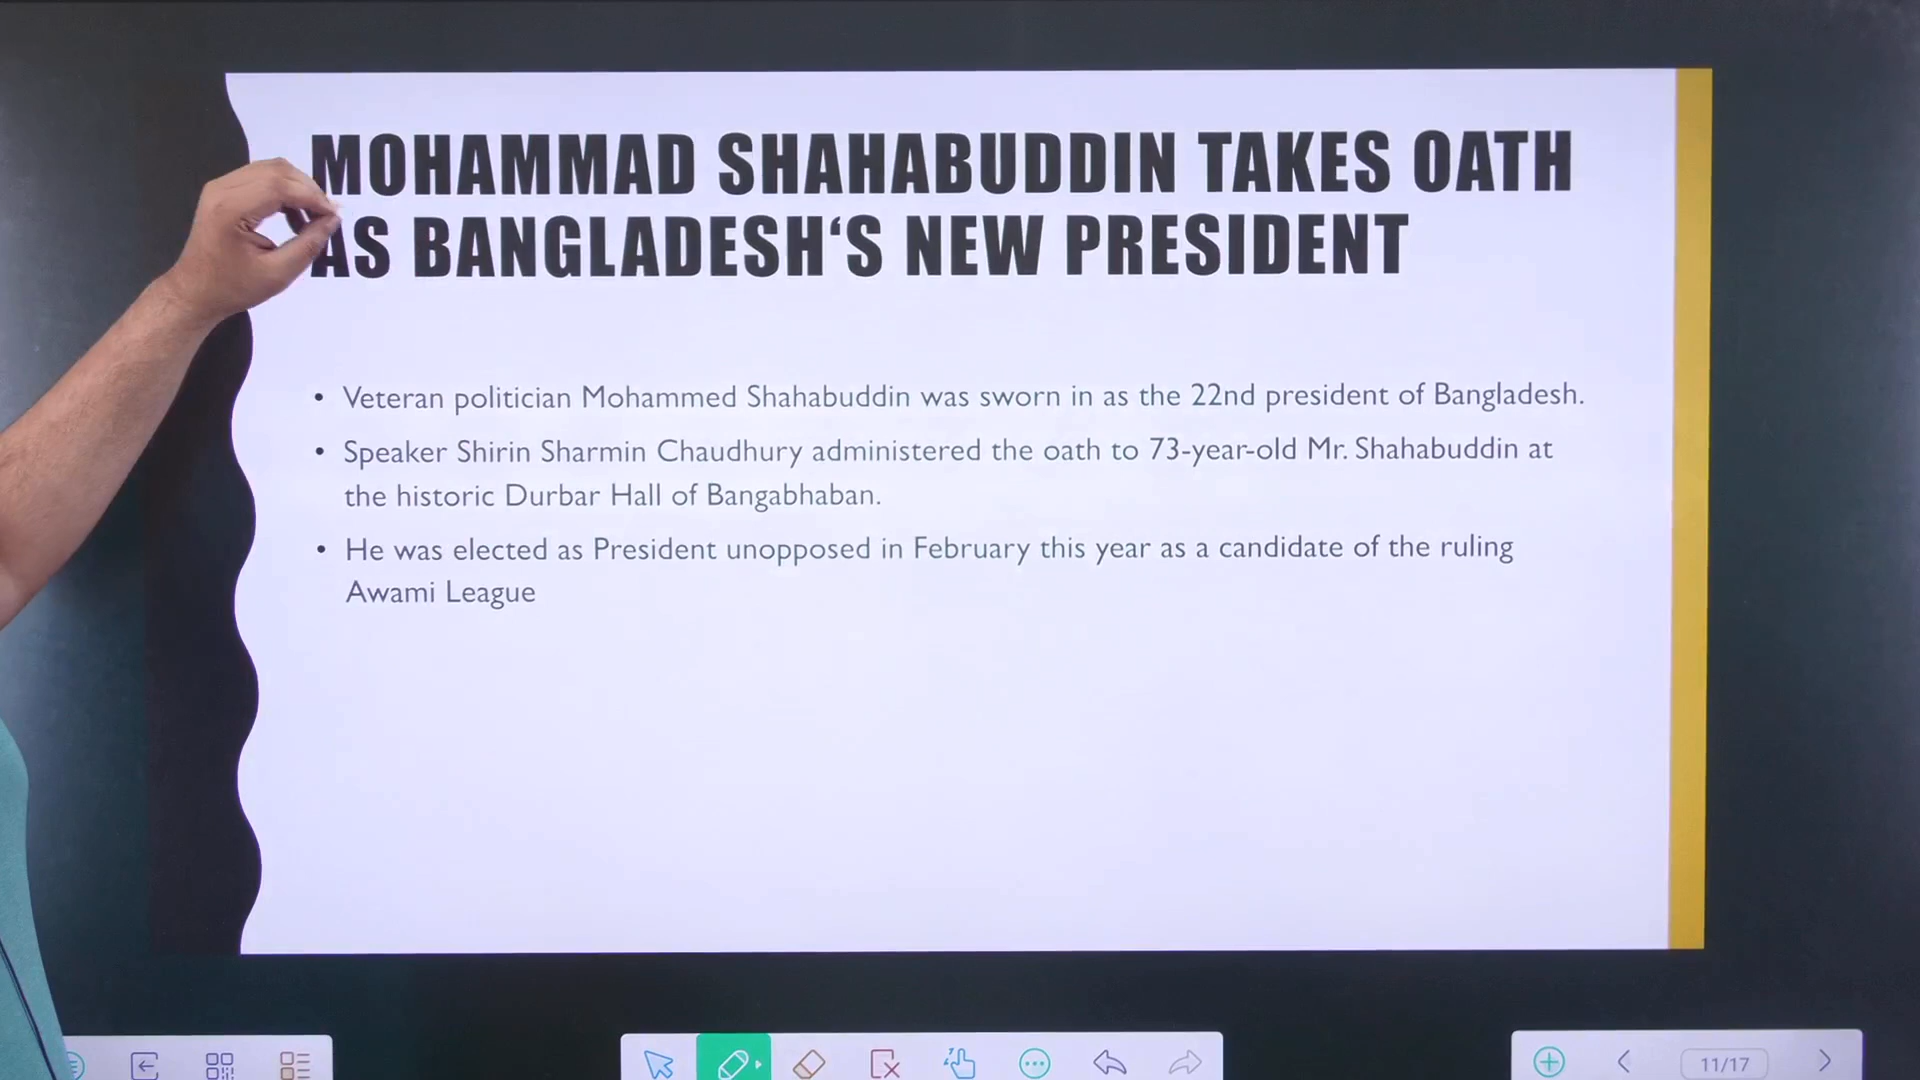 MOHAMMAD SHAHABUDDIN TAKES OATH
AS BANGLADESH‘S NEW PRESIDENT
• Veteran politician Mohammed Shahabuddin was sworn in as the 22nd president of Bangladesh.
• Speaker Shirin Sharmin Chaudhury administered the oath to 73-year-old Mr. Shahabuddin at
the historic Durbar Hall of Bangabhaban.
• He was elected as President unopposed in February this year as a candidate of the ruling
Awami League
11/17